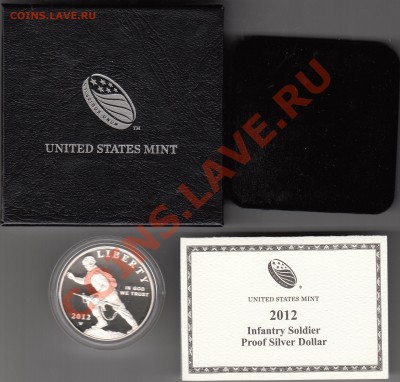 COINS.LAVE.RU
UNITED STATES MINT
LIBERTY
IN GOD
WE TRUST
2012
W
UNITED STATES MINT
2012
Infantry Soldier
Proof Silver Dollar
COINS.LAVE.RU